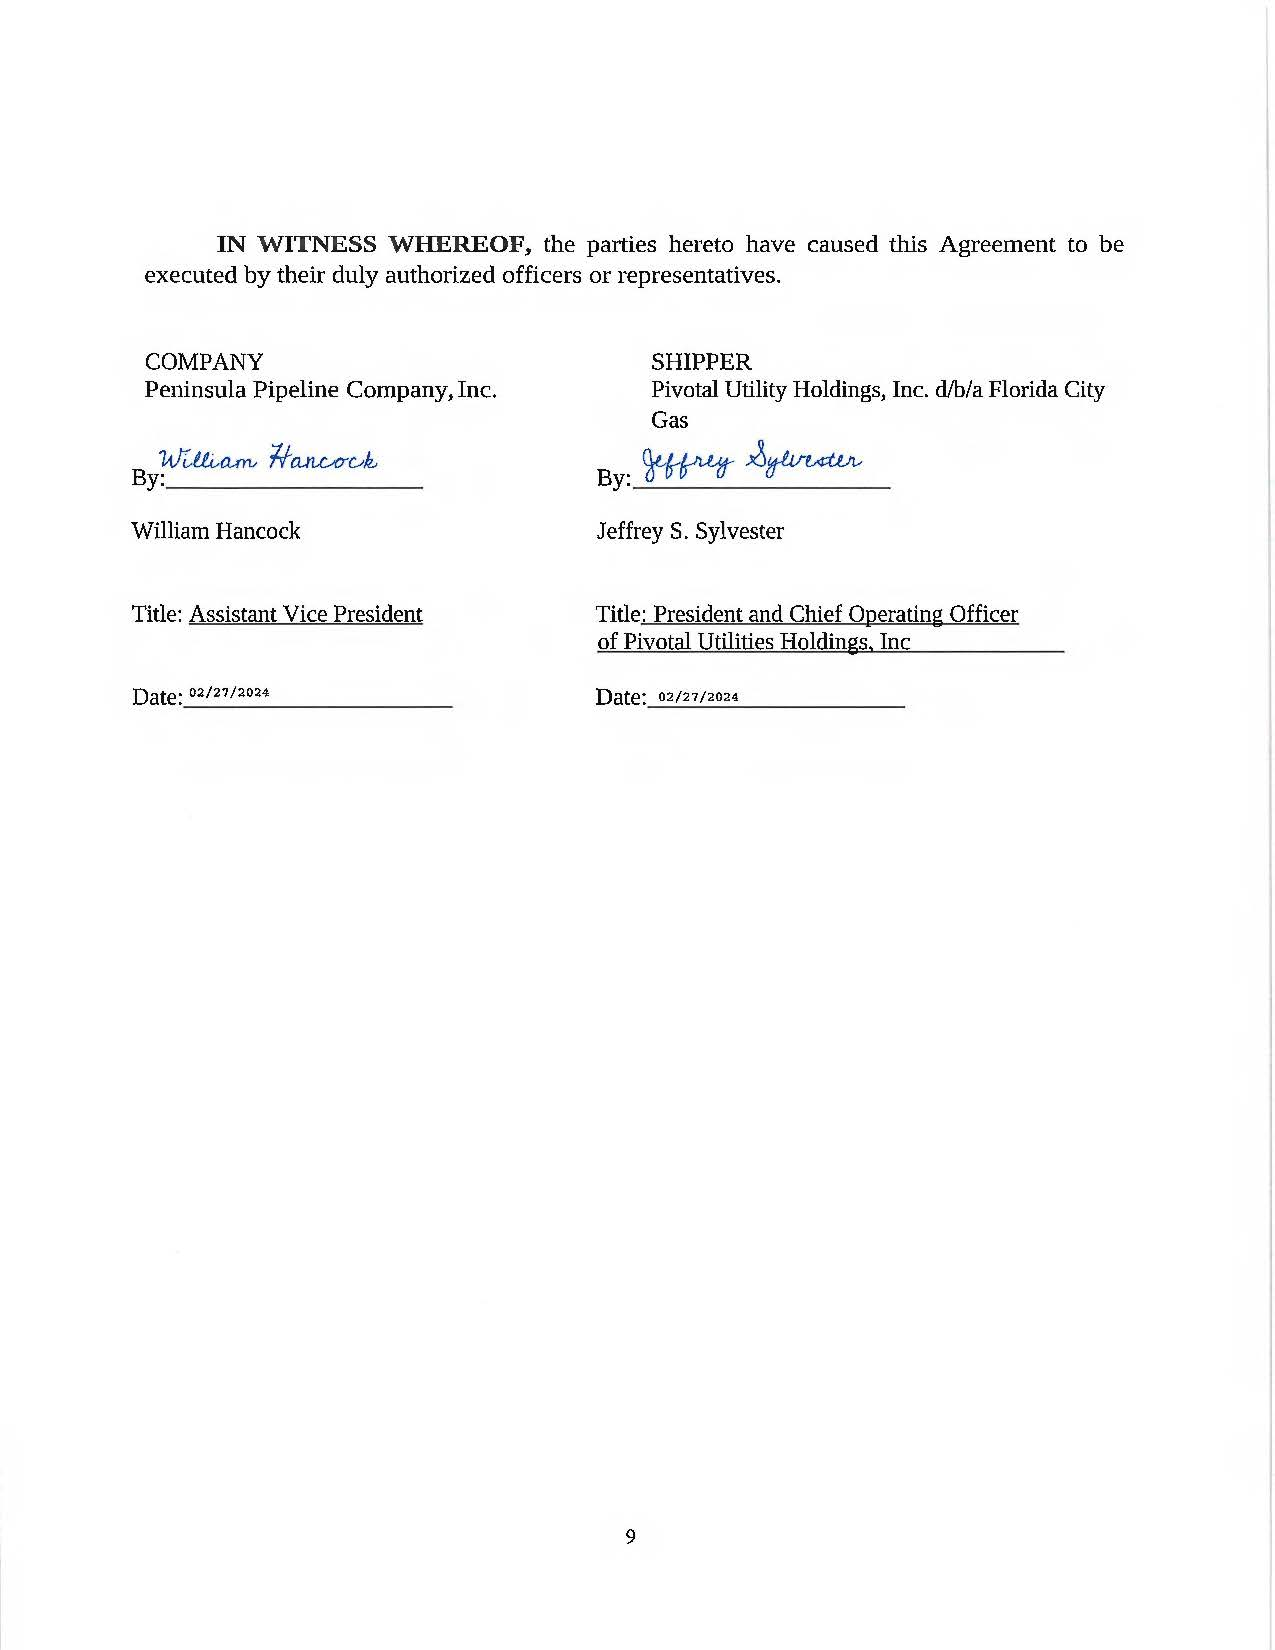 IN WITNESS WHEREOF, the parties hereto have caused this Agreement to be
executed by their duly authorized officers or representatives.
COMPANY
Peninsula Pipeline Company, Inc.
SHIPPER
Pivotal Utility Holdings, Inc. d/b/a Florida City
Gas
By: William Hancock
By: Jeffrey Sylvester
William Hancock
Jeffrey S. Sylvester
Title: Assistant Vice President
Title: President and Chief Operating Officer
of Pivotal Utilities Holdings, Inc
Date: 02/27/2024
Date: 02/27/2024
9